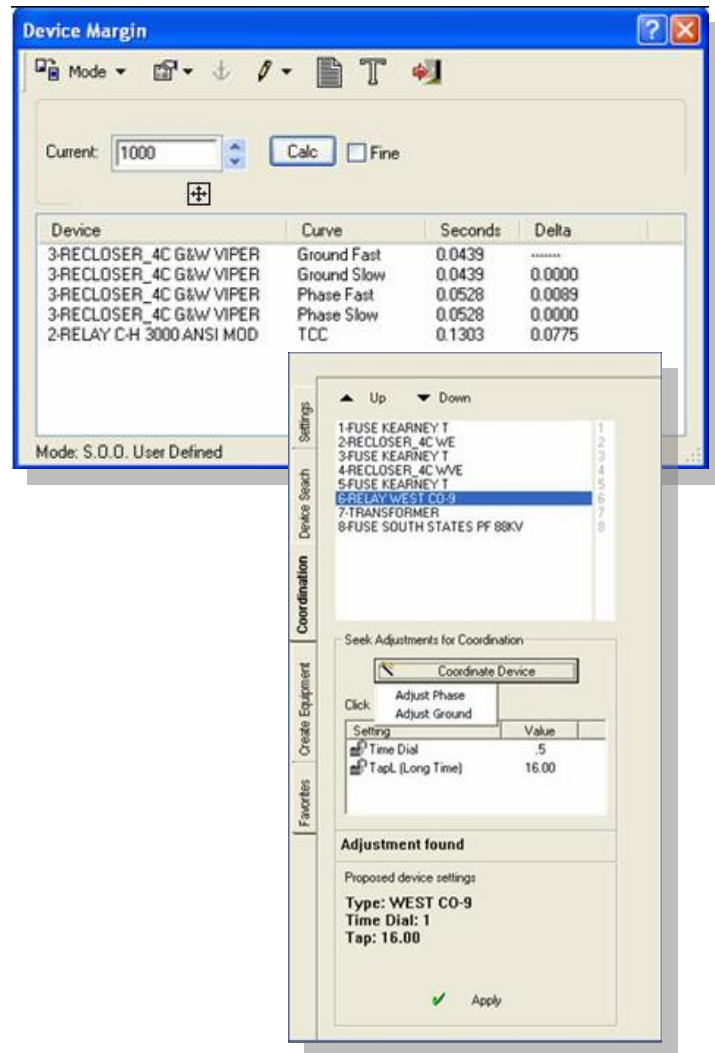 Device Margin
Mode
Current: 1000 Calc Fine
Device Curve Seconds Delta
3-RECLOSER_4C G&W VIPER Ground Fast 0.0439 -------
3-RECLOSER_4C G&W VIPER Ground Slow 0.0439 0.0000
3-RECLOSER_4C G&W VIPER Phase Fast 0.0528 0.0089
3-RECLOSER_4C G&W VIPER Phase Slow 0.0528 0.0000
2-RELAY C-H 3000 ANSI MOD TCC 0.1303 0.0775
Mode: S.O.O. User Defined
Settings
Device Seach
Coordination
Create Equipment
Favorites
Up Down
1-FUSE KEARNEY T 1
2-RECLOSER_4C WE 2
3-FUSE KEARNEY T 3
4-RECLOSER_4C WVE 4
5-FUSE KEARNEY T 5
6-RELAY WEST CO-9 6
7-TRANSFORMER 7
8-FUSE SOUTH STATES PF 88KV 8
Seek Adjustments for Coordination
Coordinate Device
Click
Adjust Phase
Adjust Ground
Setting Value
Time Dial .5
TapL (Long Time) 16.00
Adjustment found
Proposed device settings
Type: WEST CO-9
Time Dial: 1
Tap: 16.00
Apply